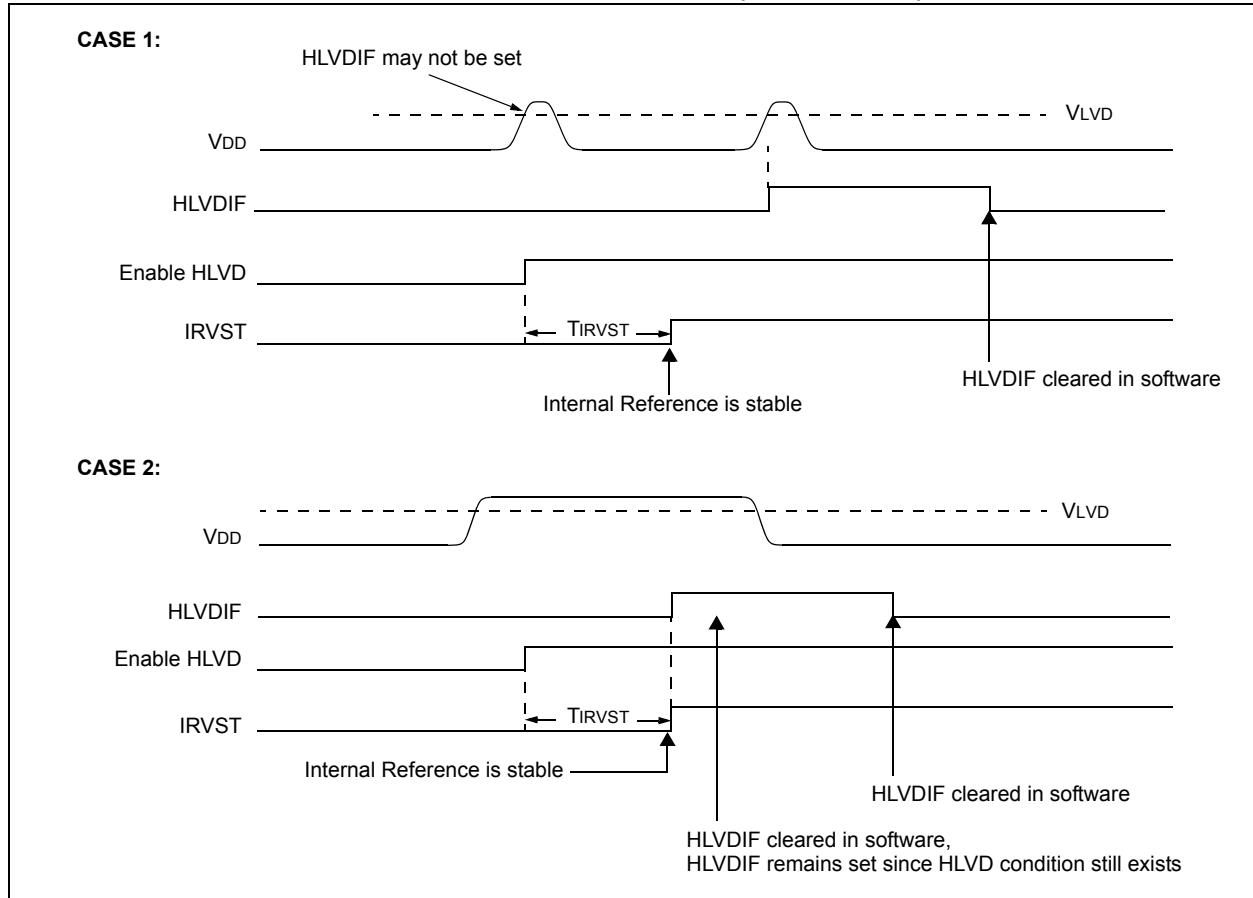 CASE 1:
HLVDIF may not be set
VLVD
VDD
HLVDIF
Enable HLVD
TIRVST
IRVST
HLVDIF cleared in software
Internal Reference is stable
CASE 2:
VLVD
VDD
HLVDIF
Enable HLVD
TIRVST
IRVST
Internal Reference is stable
HLVDIF cleared in software
HLVDIF cleared in software,
HLVDIF remains set since HLVD condition still exists